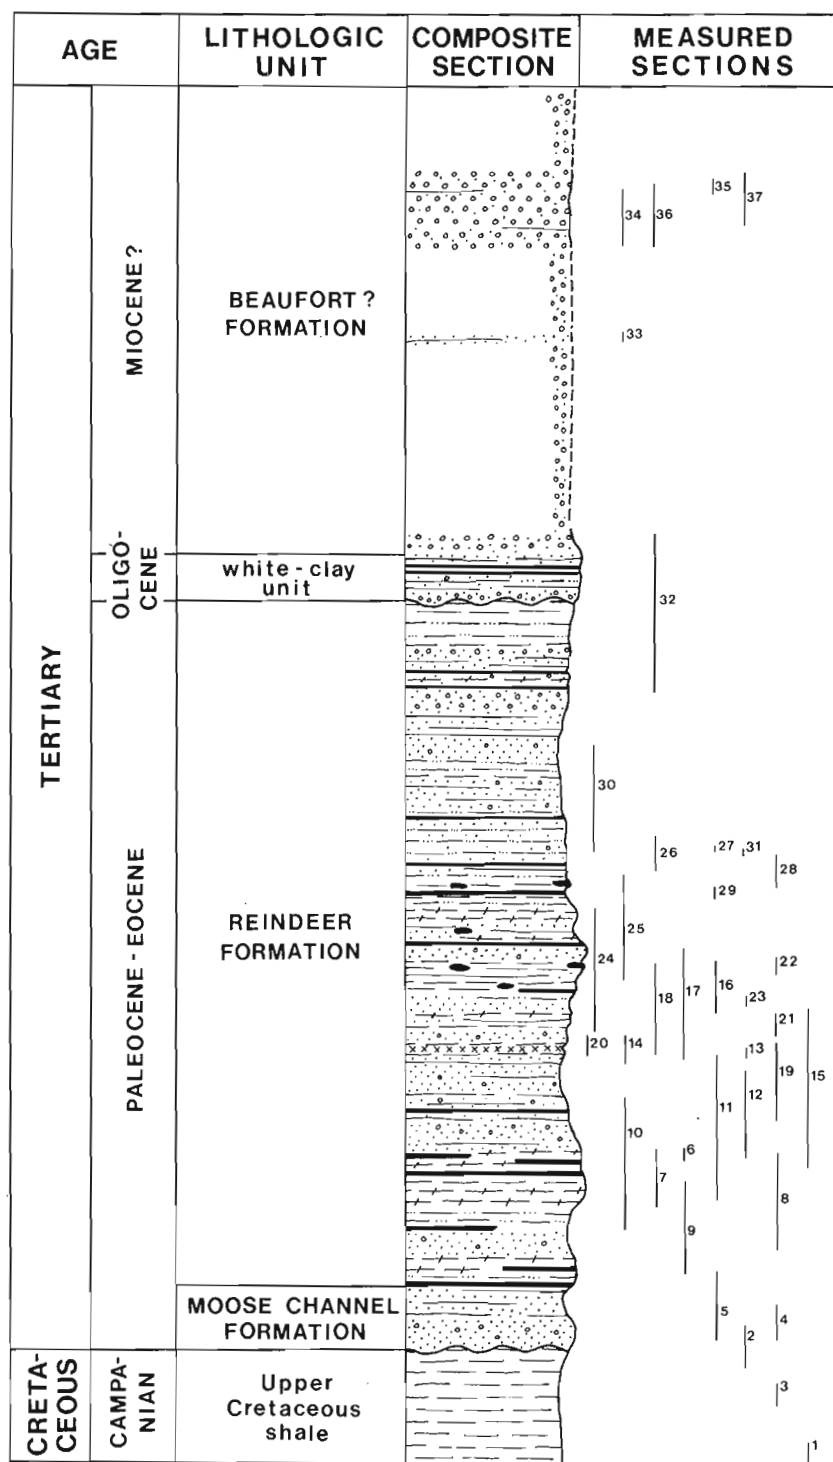 AGE
LITHOLOGIC
UNIT
COMPOSITE
SECTION
MEASURED
SECTIONS
TERTIARY
CRETA-
CEOUS
MIOCENE ?
OLIGO-
CENE
PALEOCENE - EOCENE
CAMPA-
NIAN
BEAUFORT ?
FORMATION
white - clay
unit
REINDEER
FORMATION
MOOSE CHANNEL
FORMATION
Upper
Cretaceous
shale
35
37
34
36
33
32
30
26
27
31
28
29
25
24
22
16
17
18
23
21
20
14
13
19
15
12
11
10
6
7
8
9
5
4
2
3
1